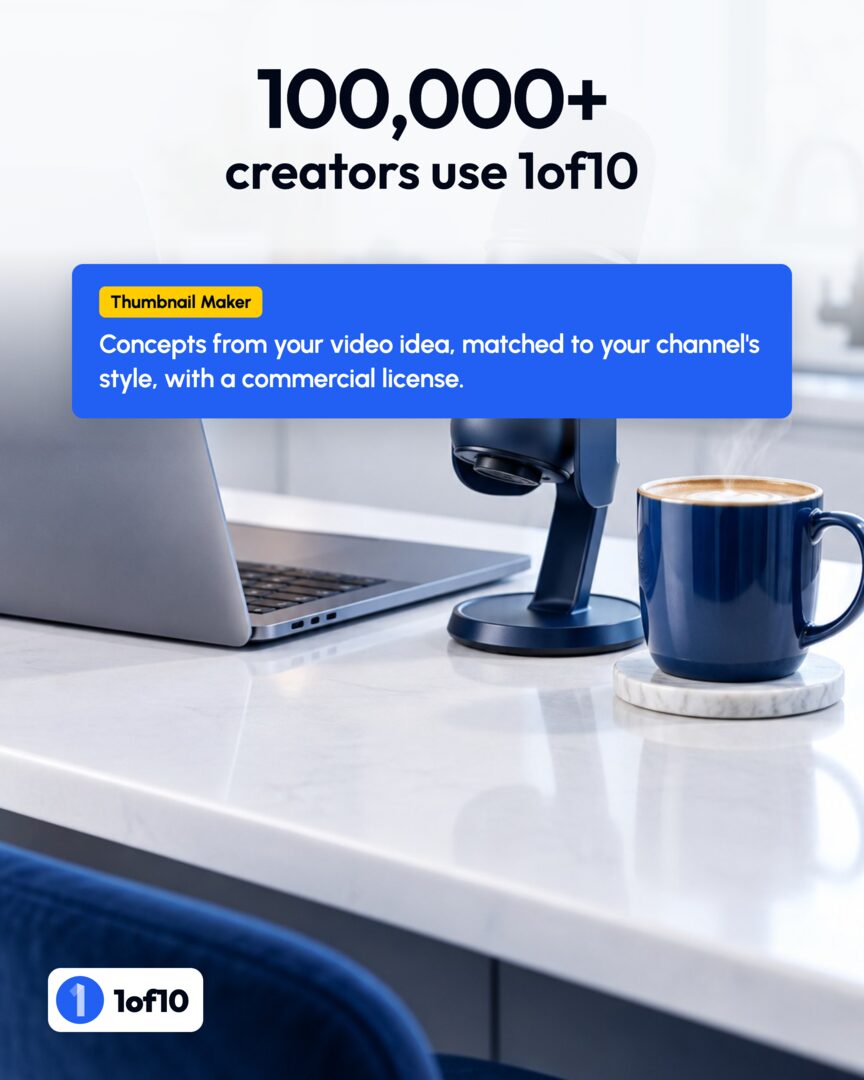 100,000+
creators use 1of10
Thumbnail Maker
Concepts from your video idea, matched to your channel's
style, with a commercial license.
1of10